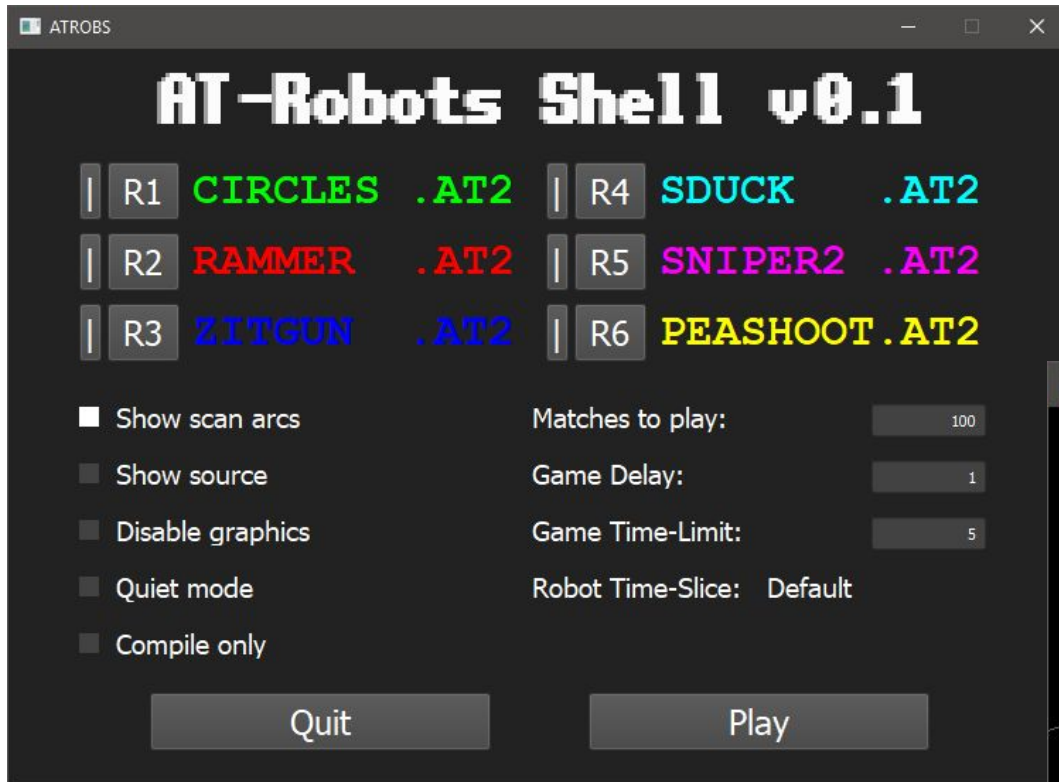 ATROBS
AT-Robots Shell v0.1
| R1 CIRCLES .AT2 | R4 SDUCK .AT2
| R2 RAMMER .AT2 | R5 SNIPER2 .AT2
| R3 ZITGUN .AT2 | R6 PEASHOOT.AT2
Show scan arcs Matches to play: 100
Show source Game Delay: 1
Disable graphics Game Time-Limit: 5
Quiet mode Robot Time-Slice: Default
Compile only
Quit Play